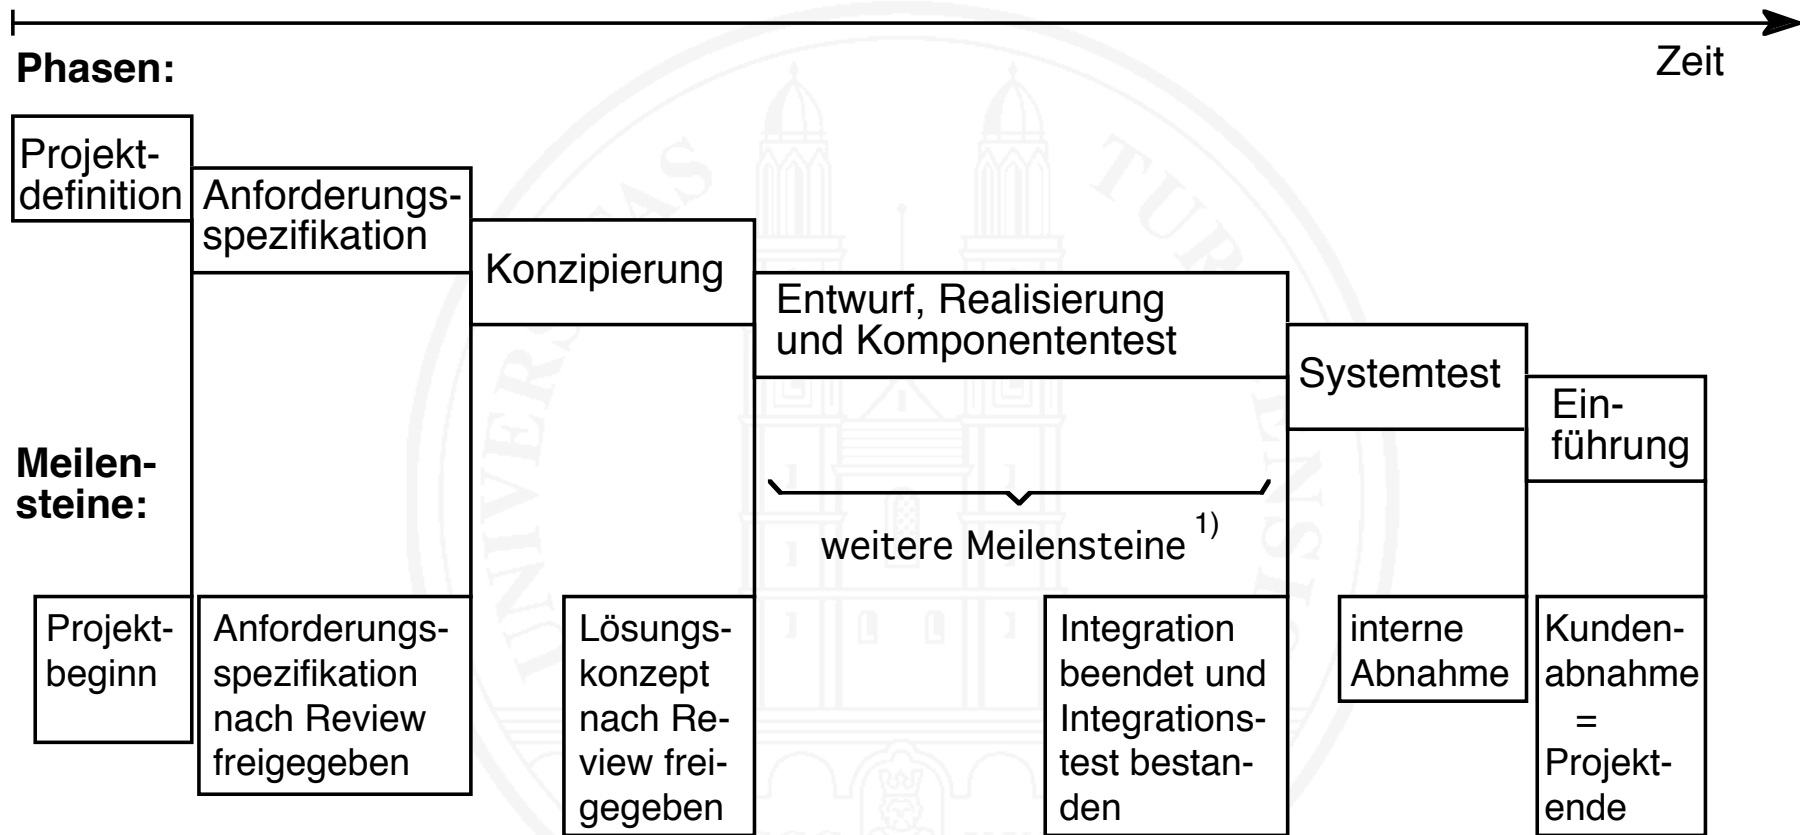 Zeit
Phasen:
Projekt-
definition
Anforderungs-
spezifikation
Konzipierung
Entwurf, Realisierung
und Komponententest
Systemtest
Ein-
führung
Meilen-
steine:
weitere Meilensteine 1)
Projekt-
beginn
Anforderungs-
spezifikation
nach Review
freigegeben
Lösungs-
konzept
nach Re-
view frei-
gegeben
Integration
beendet und
Integrations-
test bestan-
den
interne
Abnahme
Kunden-
abnahme
=
Projekt-
ende
UNIVERSITAS
TURICENSIS